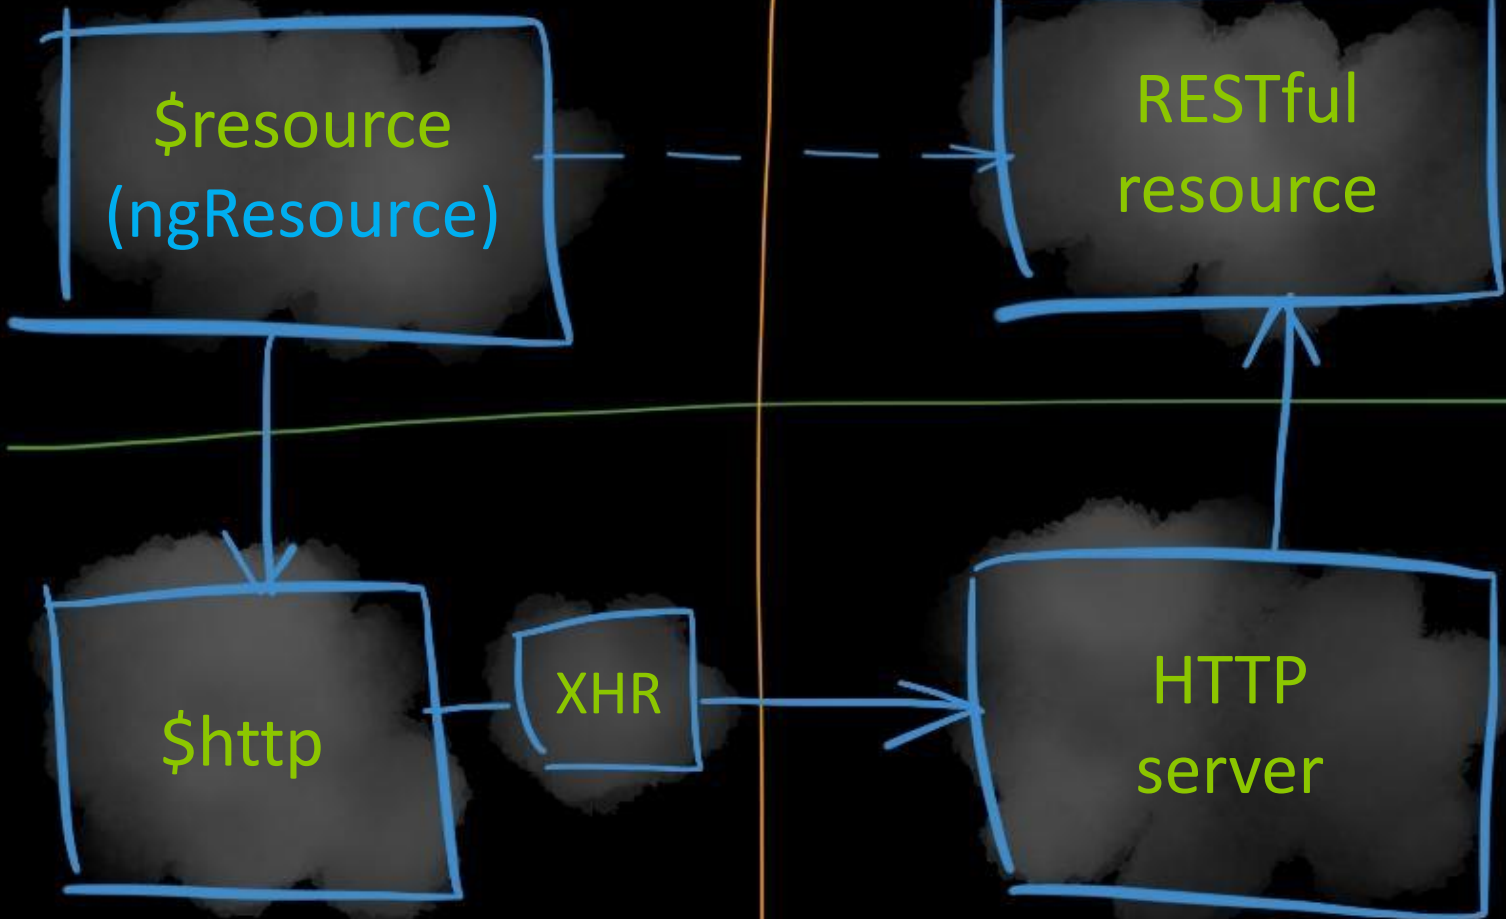 $resource
(ngResource)
RESTful
resource
$http
XHR
HTTP
server